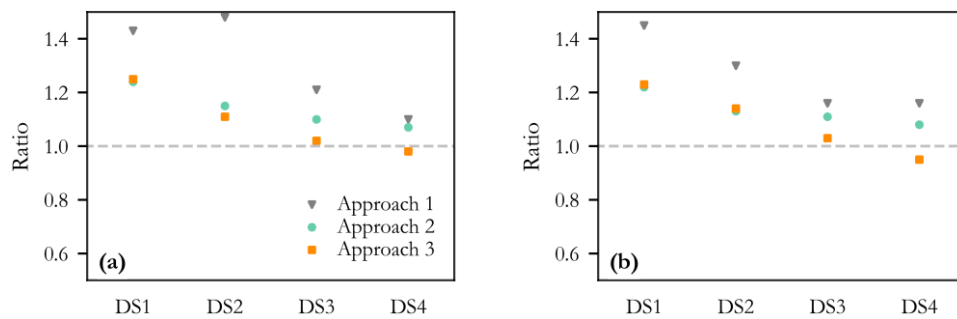 Ratio
1.4
1.2
1.0
0.8
0.6
Approach 1
Approach 2
Approach 3
(a)
DS1 DS2 DS3 DS4
Ratio
1.4
1.2
1.0
0.8
0.6
(b)
DS1 DS2 DS3 DS4